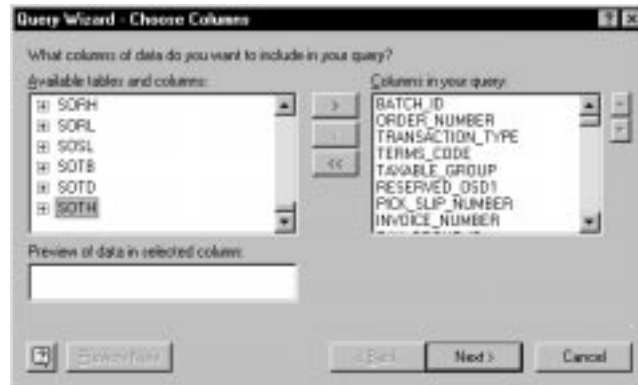 Query Wizard - Choose Columns
What columns of data do you want to include in your query?
Available tables and columns:
SORH
SORL
SOSL
SOTB
SOTD
SOTH
Columns in your query:
BATCH_ID
ORDER_NUMBER
TRANSACTION_TYPE
TERMS_CODE
TAXABLE_GROUP
RESERVED_OSD1
PICK_SLIP_NUMBER
INVOICE_NUMBER
>
<
<<
Preview of data in selected column:
Preview Now
< Back
Next >
Cancel